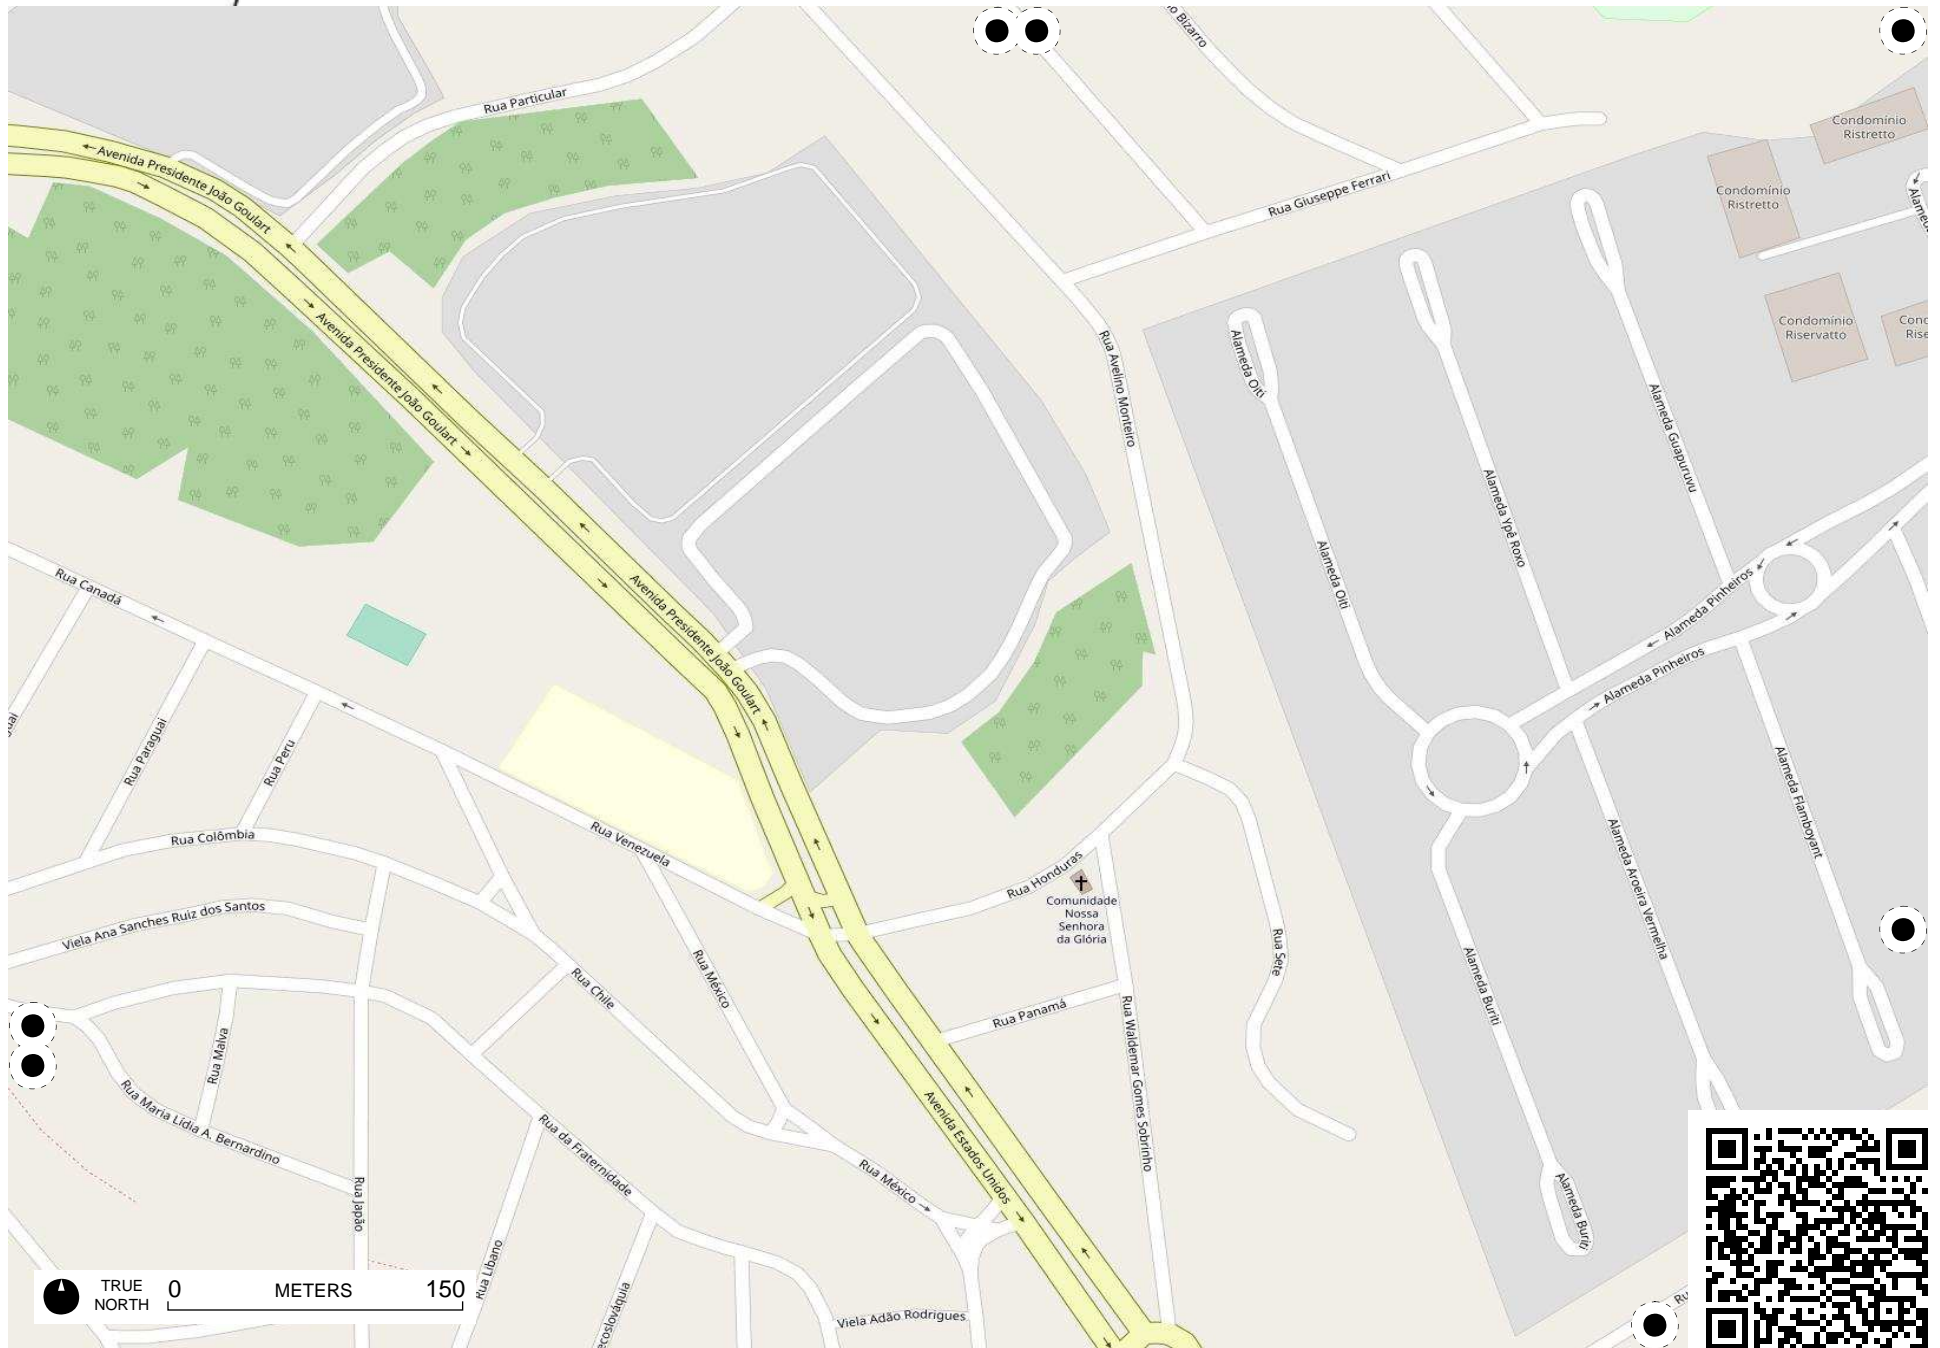 Rua Particular
Condomínio
Ristretto
Avenida Presidente João Goulart
Condomínio
Ristretto
Rua Giuseppe Ferrari
Bizarro
Avenida Presidente João Goulart
Rua Avelino Monteiro
Alameda Oiti
Condomínio
Riservatto
Alameda Guapuruvu
Alameda Ypê Roxo
Alameda Oiti
Rua Canadá
Avenida Presidente João Goulart
Alameda Pinheiros
Alameda Pinheiros
Rua Paraguai
Rua Peru
Alameda Flamboyant
Rua Colômbia
Rua Venezuela
Alameda Aroeira Vermelha
Rua Honduras
Comunidade
Nossa
Senhora
da Glória
Viela Ana Sanches Ruiz dos Santos
Rua Sete
Rua México
Rua Chile
Alameda Buriti
Rua Panamá
Rua Malva
Rua Waldemar Gomes Sobrinho
Rua Maria Lídia A. Bernardino
Rua da Fraternidade
Avenida Estados Unidos
Rua México
Rua Japão
Alameda Buriti
Rua Líbano
Viela Adão Rodrigues
TRUE
NORTH
0 METERS 150